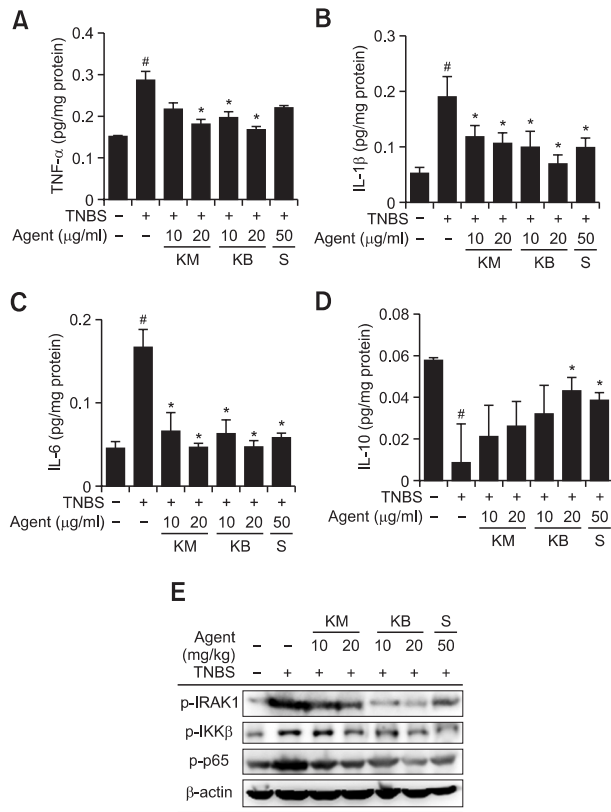 A
TNF-α (pg/mg protein)
0.4
0.3
0.2
0.1
0
#
*
*
*
TNBS – + + + + + +
Agent (μg/ml) – – 10 20 10 20 50
KM KB S
B
IL-1β (pg/mg protein)
0.3
0.2
0.1
0
#
*
*
*
*
*
TNBS – + + + + + +
Agent (μg/ml) – – 10 20 10 20 50
KM KB S
C
IL-6 (pg/mg protein)
0.2
0.1
0
#
*
*
*
*
*
TNBS – + + + + + +
Agent (μg/ml) – – 10 20 10 20 50
KM KB S
D
IL-10 (pg/mg protein)
0.08
0.06
0.04
0.02
0
#
*
*
TNBS – + + + + + +
Agent (μg/ml) – – 10 20 10 20 50
KM KB S
E
KM KB S
Agent – – 10 20 10 20 50
(mg/kg)
TNBS – + + + + + +
p-IRAK1
p-IKKβ
p-p65
β-actin